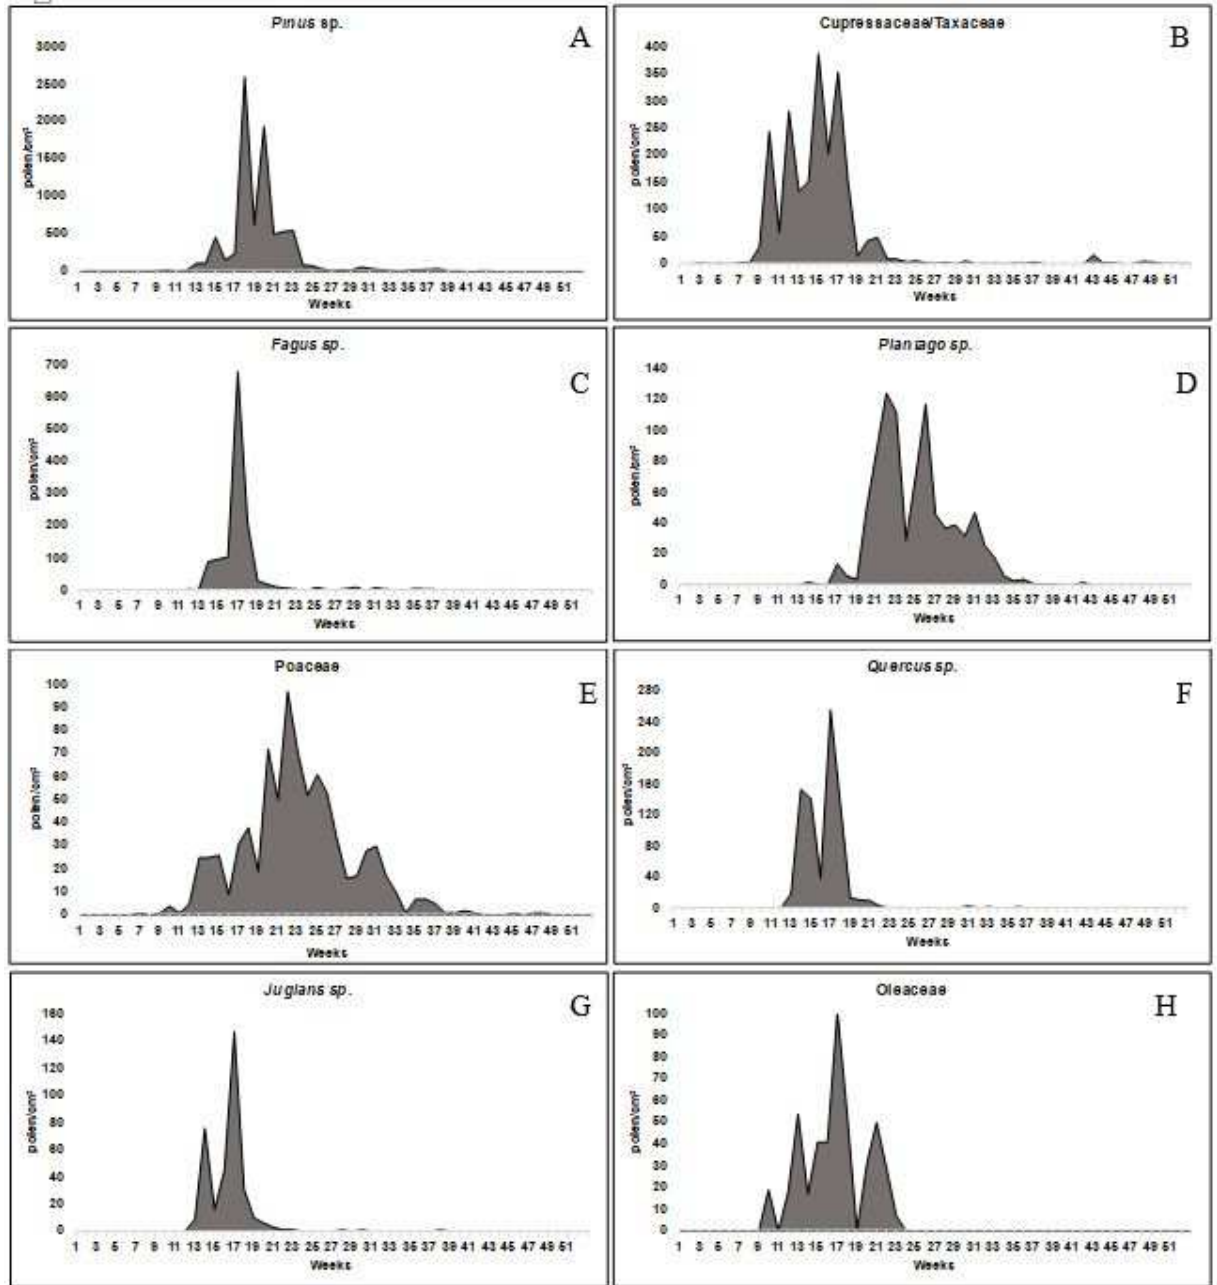 Pinus sp.
A
3000
2500
2000
1500
1000
500
0
polen/cm²
1 3 5 7 9 11 13 15 17 19 21 23 25 27 29 31 33 35 37 39 41 43 45 47 49 51
Weeks
Cupressaceae/Taxaceae
B
400
350
300
250
200
150
100
50
0
polen/cm²
1 3 5 7 9 11 13 15 17 19 21 23 25 27 29 31 33 35 37 39 41 43 45 47 49 51
Weeks
Fagus sp.
C
700
600
500
400
300
200
100
0
polen/cm²
1 3 5 7 9 11 13 15 17 19 21 23 25 27 29 31 33 35 37 39 41 43 45 47 49 51
Weeks
Plantago sp.
D
140
120
100
80
60
40
20
0
polen/cm²
1 3 5 7 9 11 13 15 17 19 21 23 25 27 29 31 33 35 37 39 41 43 45 47 49 51
Weeks
Poaceae
E
100
90
80
70
60
50
40
30
20
10
0
polen/cm²
1 3 5 7 9 11 13 15 17 19 21 23 25 27 29 31 33 35 37 39 41 43 45 47 49 51
Weeks
Quercus sp.
F
280
240
200
160
120
80
40
0
polen/cm²
1 3 5 7 9 11 13 15 17 19 21 23 25 27 29 31 33 35 37 39 41 43 45 47 49 51
Weeks
Juglans sp.
G
160
140
120
100
80
60
40
20
0
polen/cm²
1 3 5 7 9 11 13 15 17 19 21 23 25 27 29 31 33 35 37 39 41 43 45 47 49 51
Weeks
Oleaceae
H
100
90
80
70
60
50
40
30
20
10
0
polen/cm²
1 3 5 7 9 11 13 15 17 19 21 23 25 27 29 31 33 35 37 39 41 43 45 47 49 51
Weeks